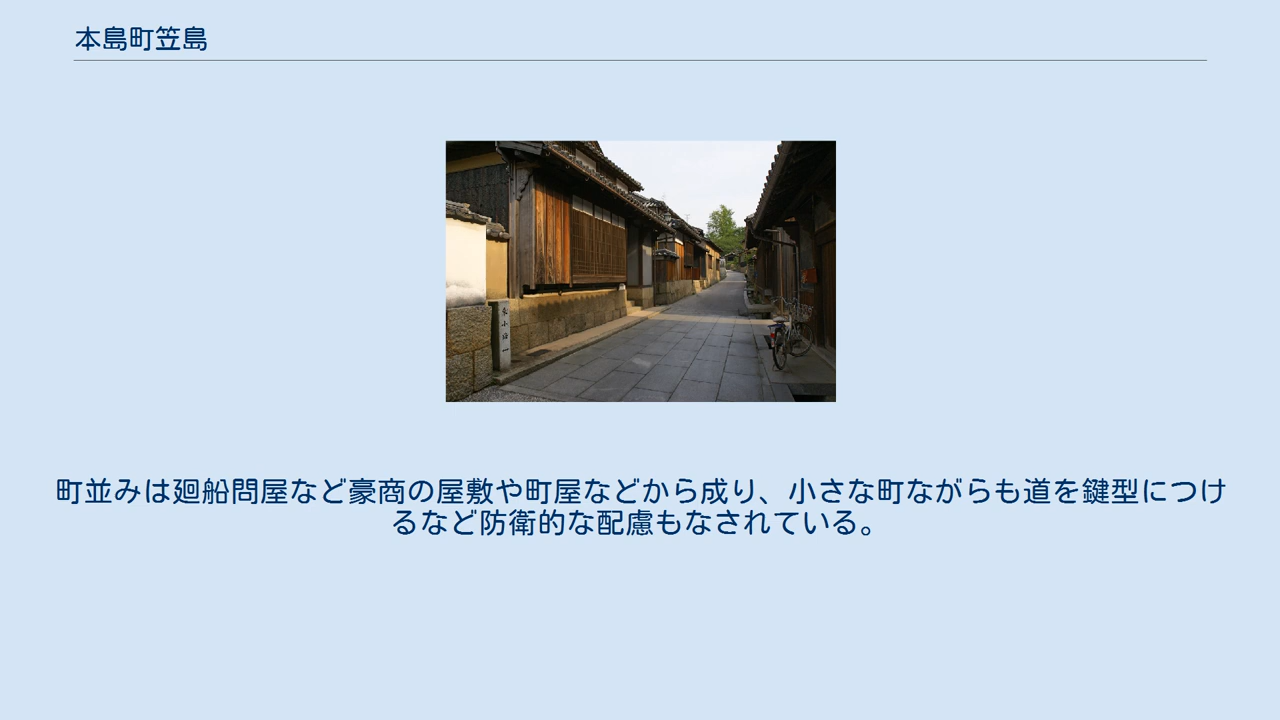 本島町笠島
町並みは廻船問屋など豪商の屋敷や町屋などから成り、小さな町ながらも道を鍵型につけ
るなど防衛的な配慮もなされている。